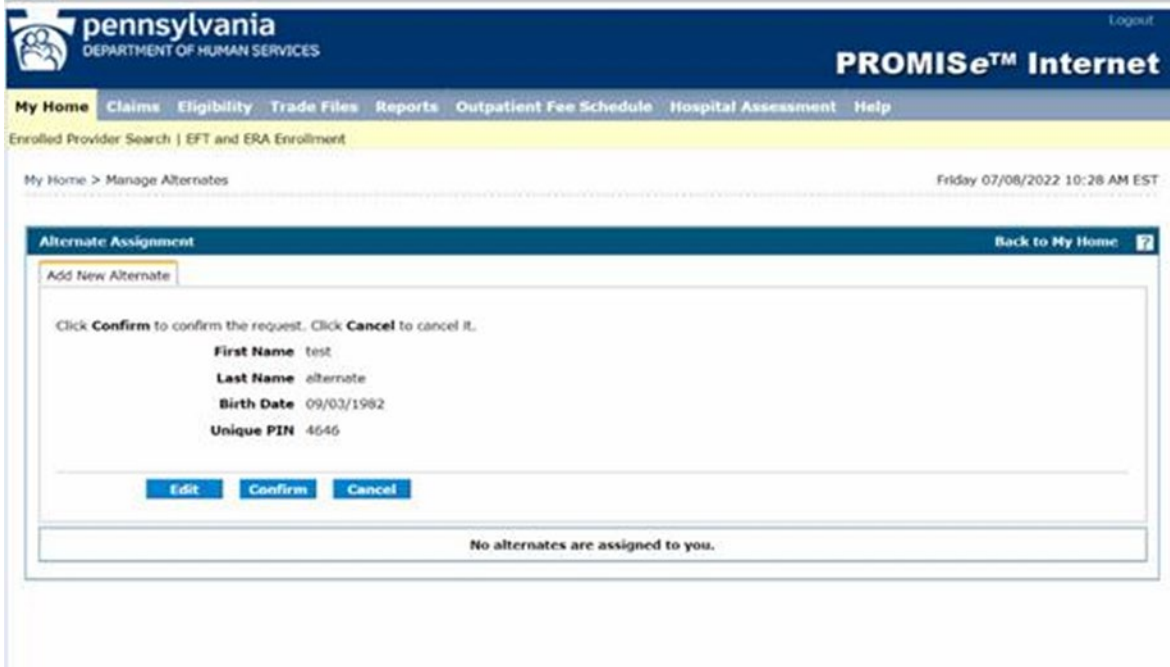 pennsylvania
DEPARTMENT OF HUMAN SERVICES
Logout
PROMISe™ Internet
My Home Claims Eligibility Trade Files Reports Outpatient Fee Schedule Hospital Assessment Help
Enrolled Provider Search | EFT and ERA Enrollment
My Home > Manage Alternates
Friday 07/08/2022 10:28 AM EST
Alternate Assignment
Back to My Home ?
Add New Alternate
Click Confirm to confirm the request. Click Cancel to cancel it.
First Name test
Last Name alternate
Birth Date 09/03/1982
Unique PIN 4646
Edit Confirm Cancel
No alternates are assigned to you.